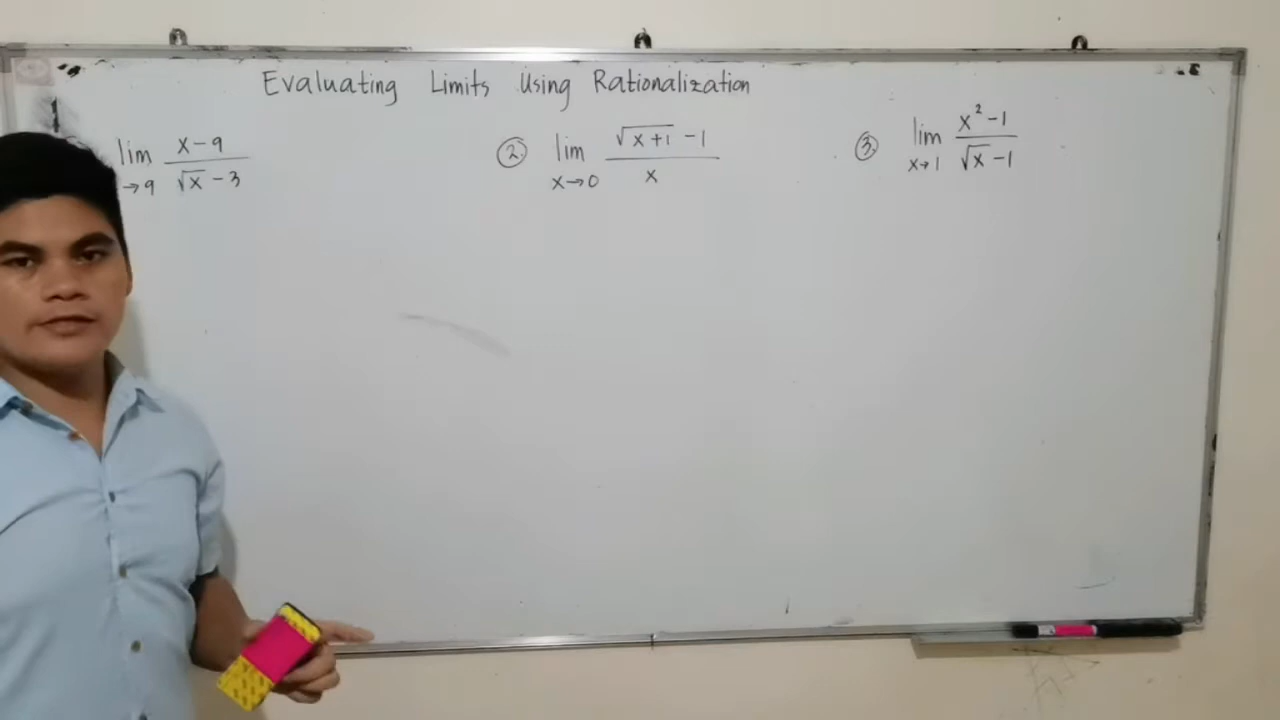 Evaluating Limits Using Rationalization
lim x-9
→9 √x - 3
② lim √x+1 - 1
x→0 x
③ lim x² - 1
x→1 √x - 1